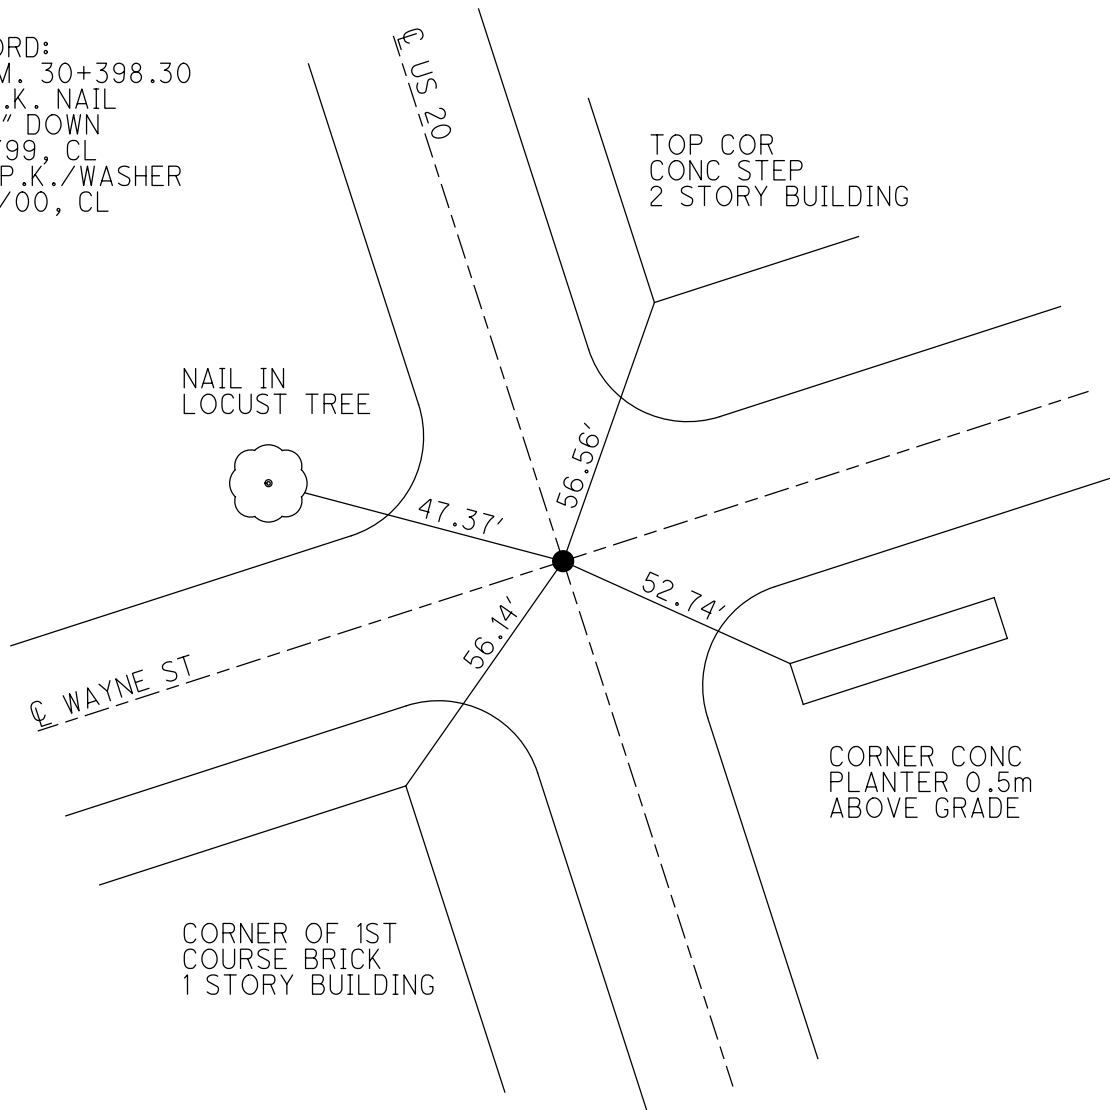 ORD:
M. 30+398.30
.K. NAIL
″ DOWN
/99, CL
P.K./WASHER
/00, CL
℄ US 20
TOP COR
CONC STEP
2 STORY BUILDING
NAIL IN
LOCUST TREE
56.56′
47.37′
52.74′
56.14′
℄ WAYNE ST
CORNER CONC
PLANTER 0.5m
ABOVE GRADE
CORNER OF 1ST
COURSE BRICK
1 STORY BUILDING